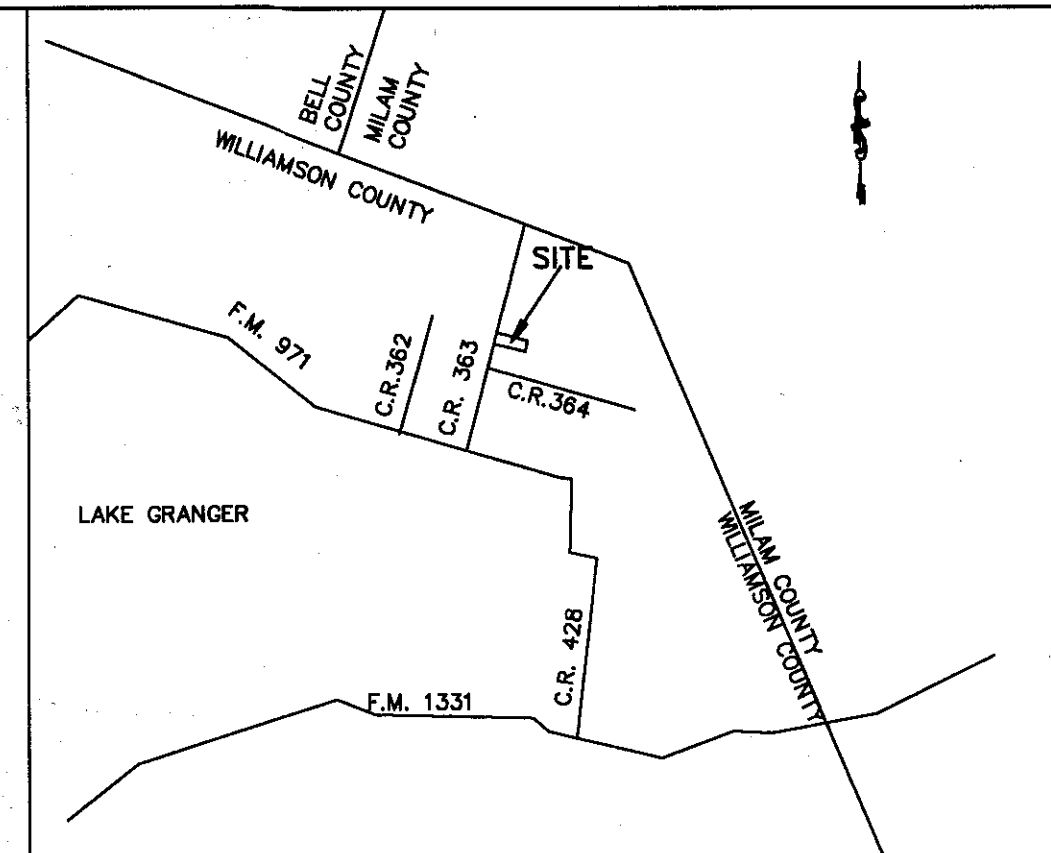 BELL
COUNTY
MILAM
COUNTY
WILLIAMSON COUNTY
SITE
F.M. 971
C.R.362
C.R. 363
C.R.364
LAKE GRANGER
MILAM COUNTY
WILLIAMSON COUNTY
C.R. 428
F.M. 1331